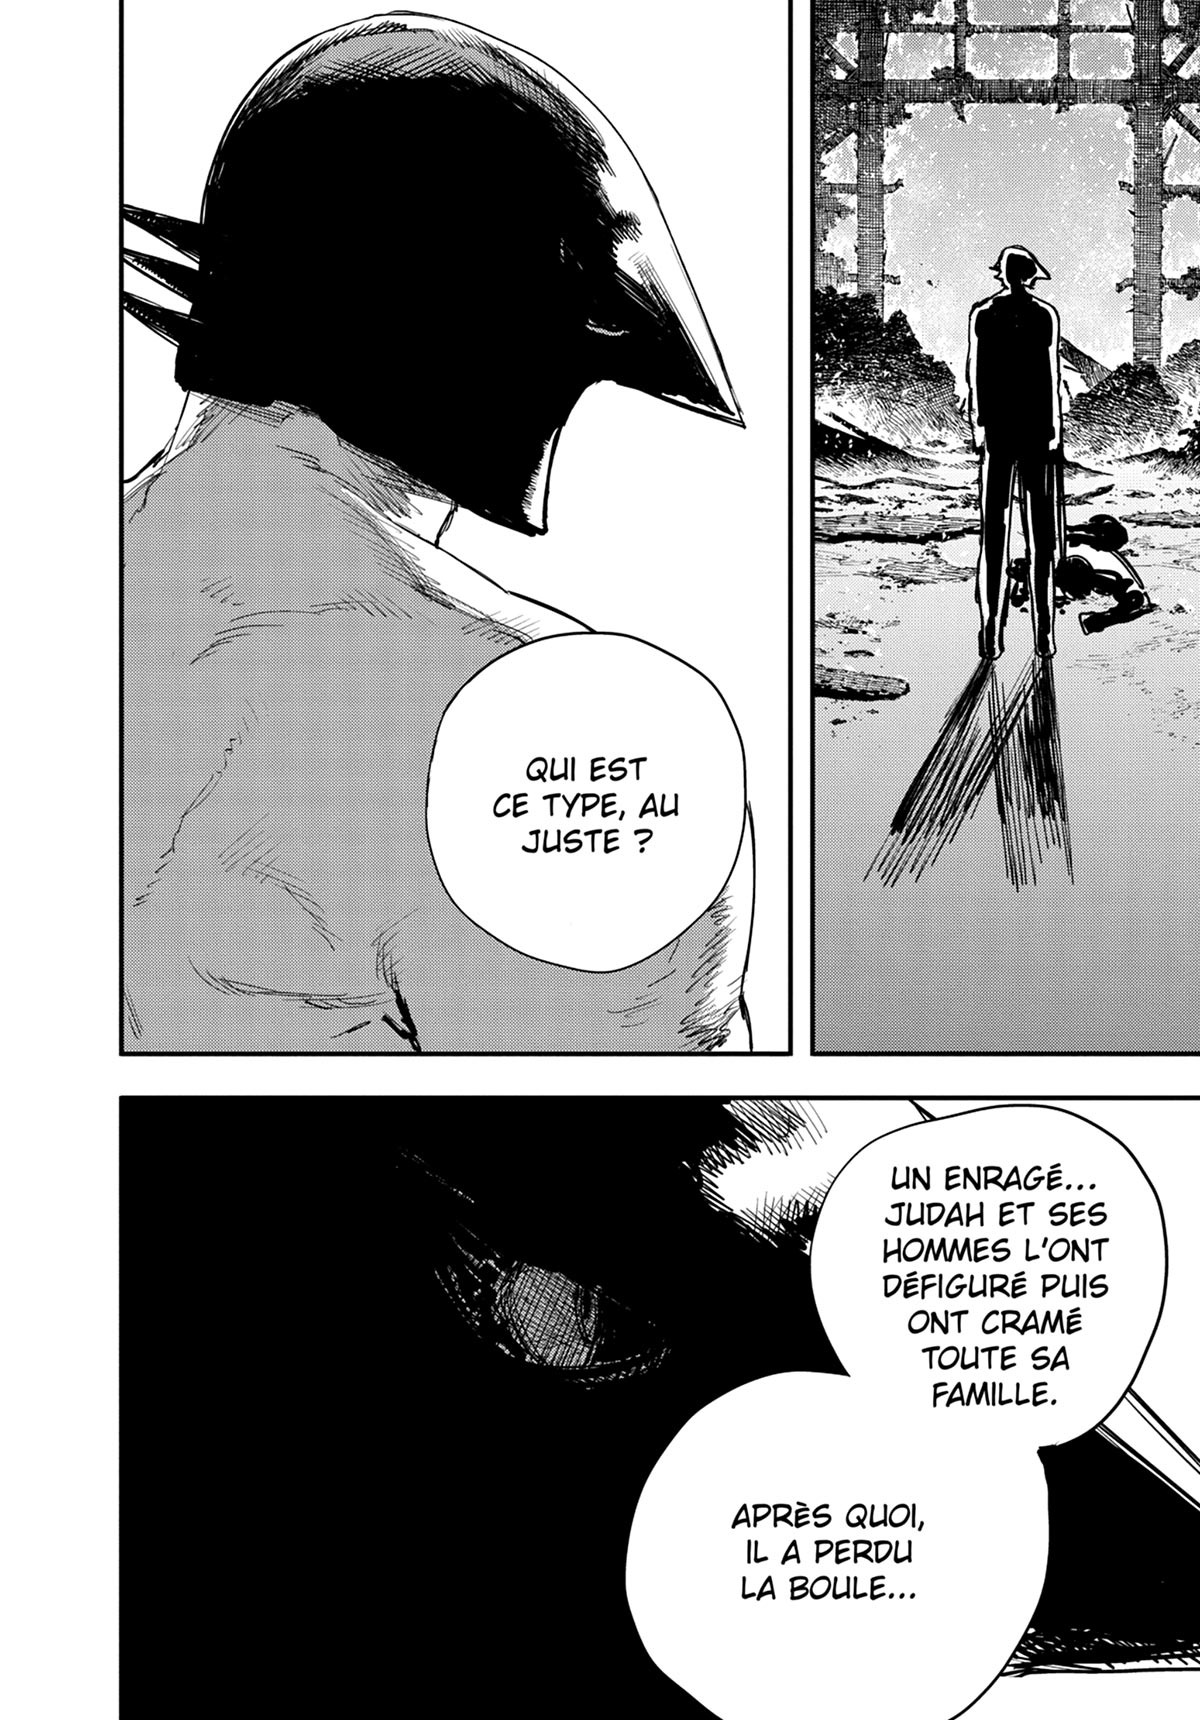 QUI EST
CE TYPE, AU
JUSTE ?
UN ENRAGÉ...
JUDAH ET SES
HOMMES L'ONT
DÉFIGURÉ PUIS
ONT CRAMÉ
TOUTE SA
FAMILLE.
APRÈS QUOI,
IL A PERDU
LA BOULE...